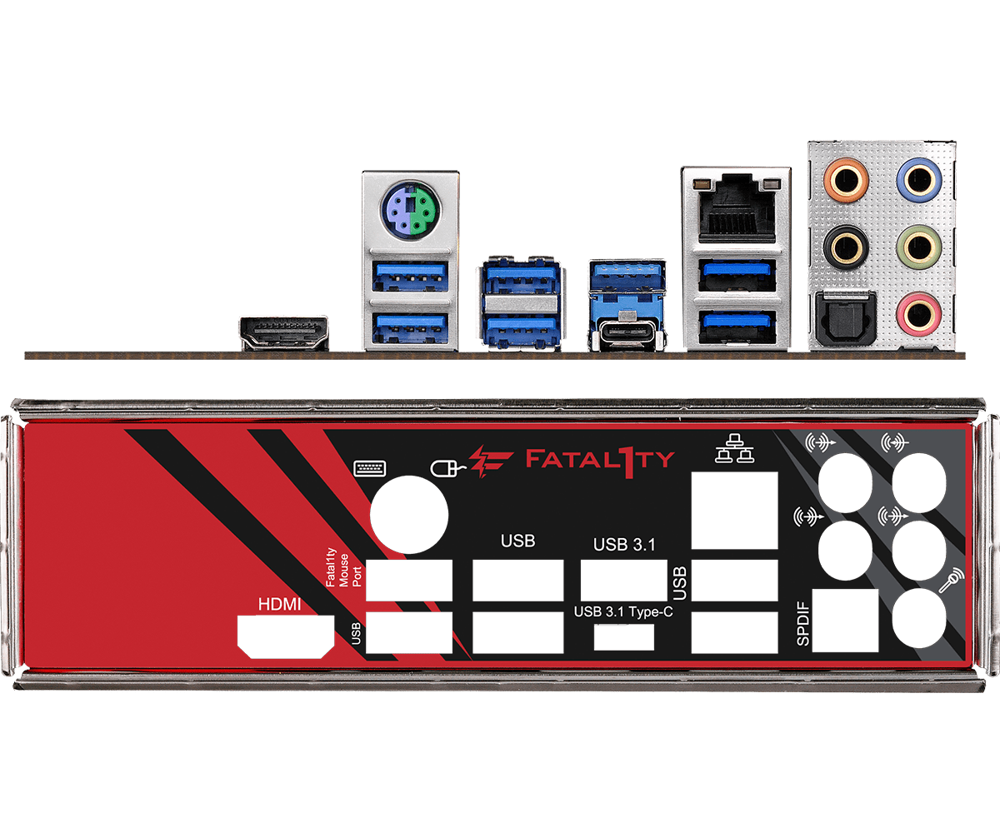 FATAL1TY
USB
USB 3.1
Fatal1ty
Mouse
Port
USB
HDMI
USB 3.1 Type-C
USB
SPDIF